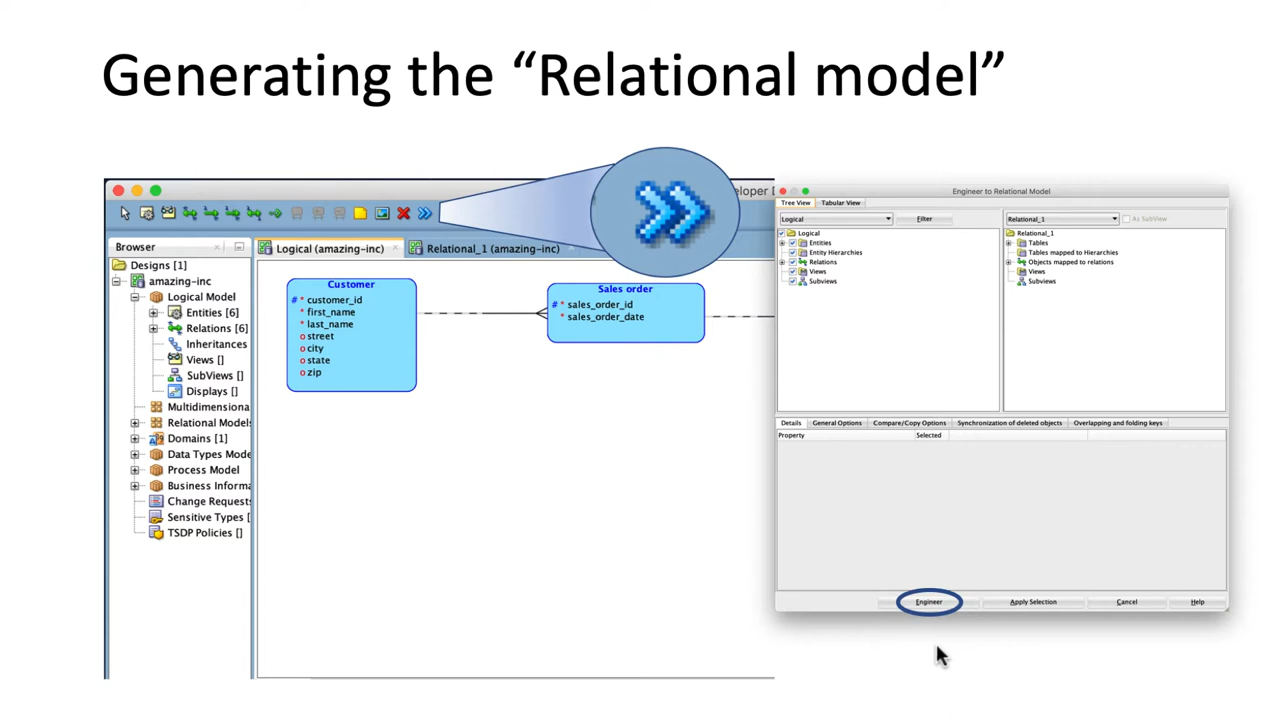 Generating the “Relational model”
eloper D
Browser
Designs [1]
amazing-inc
Logical Model
Entities [6]
Relations [6]
Inheritances
Views []
SubViews []
Displays []
Multidimensiona
Relational Models
Domains [1]
Data Types Mode
Process Model
Business Informa
Change Requests
Sensitive Types [
TSDP Policies []
Logical (amazing-inc)
Relational_1 (amazing-inc)
Customer
# * customer_id
* first_name
* last_name
o street
o city
o state
o zip
Sales order
# * sales_order_id
* sales_order_date
Engineer to Relational Model
Tree View
Tabular View
Logical
Filter
Relational_1
As SubView
Logical
Entities
Entity Hierarchies
Relations
Views
Subviews
Relational_1
Tables
Tables mapped to Hierarchies
Objects mapped to relations
Views
Subviews
Details
General Options
Compare/Copy Options
Synchronization of deleted objects
Overlapping and folding keys
Property
Selected
Engineer
Apply Selection
Cancel
Help